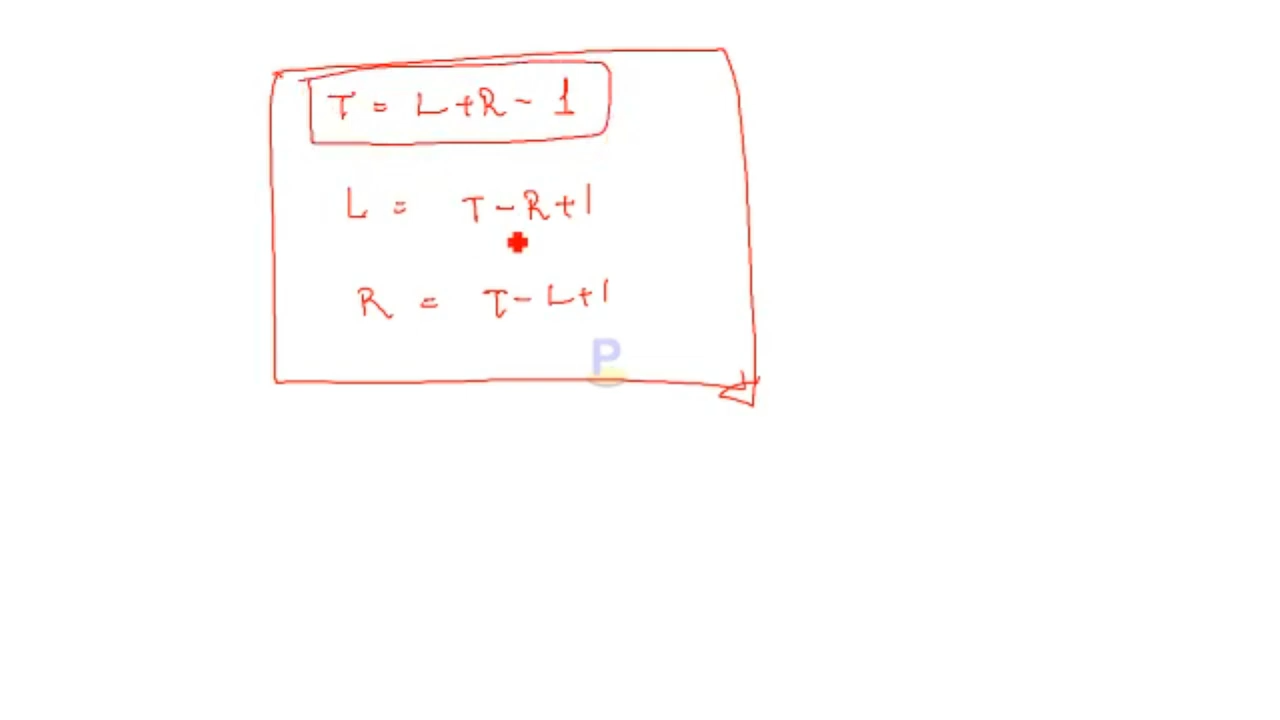 T = L+R-1
L = T-R+1
R = T-L+1
P